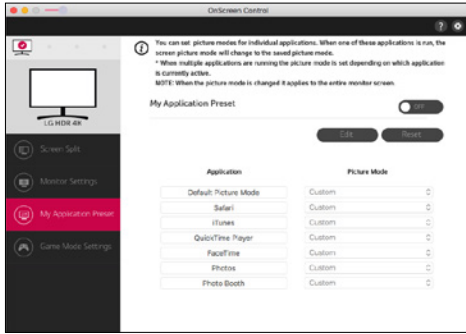 OnScreen Control
?
i
You can set picture modes for individual applications. When one of these applications is run, the
screen picture mode will change to the saved picture mode.
* When multiple applications are running the picture mode is set depending on which application
is currently active.
NOTE: When the picture mode is changed it applies to the entire monitor screen.
LG HDR 4K
My Application Preset
OFF
Edit Reset
Screen Split
Monitor Settings
My Application Preset
Game Mode Settings
Application Picture Mode
Default Picture Mode Custom
Safari Custom
iTunes Custom
QuickTime Player Custom
FaceTime Custom
Photos Custom
Photo Booth Custom